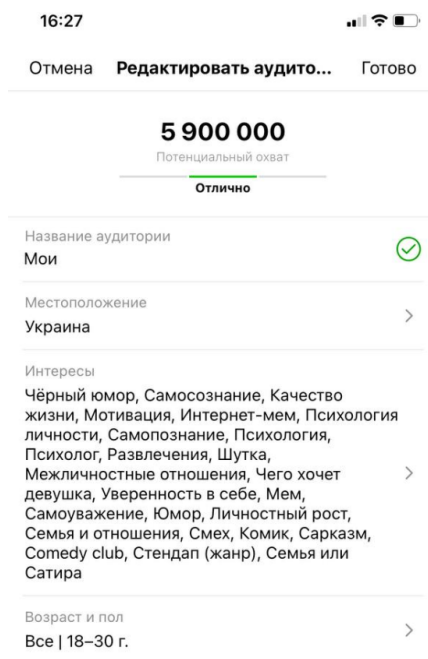 16:27
Отмена Редактировать аудито... Готово
5 900 000
Потенциальный охват
Отлично
Название аудитории
Мои
Местоположение
Украина
Интересы
Чёрный юмор, Самосознание, Качество
жизни, Мотивация, Интернет-мем, Психология
личности, Самопознание, Психология,
Психолог, Развлечения, Шутка,
Межличностные отношения, Чего хочет
девушка, Уверенность в себе, Мем,
Самоуважение, Юмор, Личностный рост,
Семья и отношения, Смех, Комик, Сарказм,
Comedy club, Стендап (жанр), Семья или
Сатира
Возраст и пол
Все | 18–30 г.